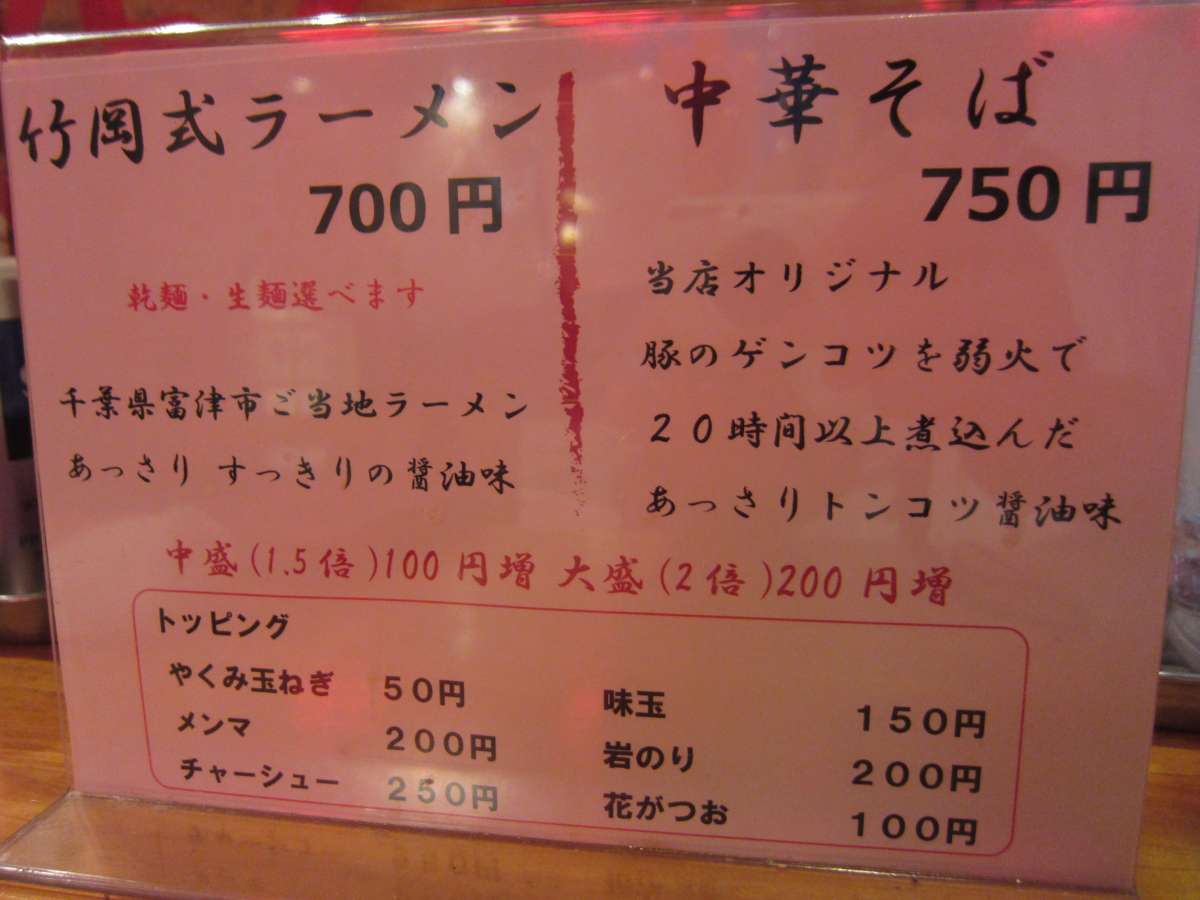 竹岡式ラーメン
700円
乾麺・生麺選べます
千葉県富津市ご当地ラーメン
あっさり すっきりの醤油味
中華そば
750円
当店オリジナル
豚のゲンコツを弱火で
20時間以上煮込んだ
あっさりトンコツ醤油味
中盛(1.5倍)100円増 大盛(2倍)200円増
トッピング
やくみ玉ねぎ 50円
メンマ 200円
チャーシュー 250円
味玉 150円
岩のり 200円
花がつお 100円